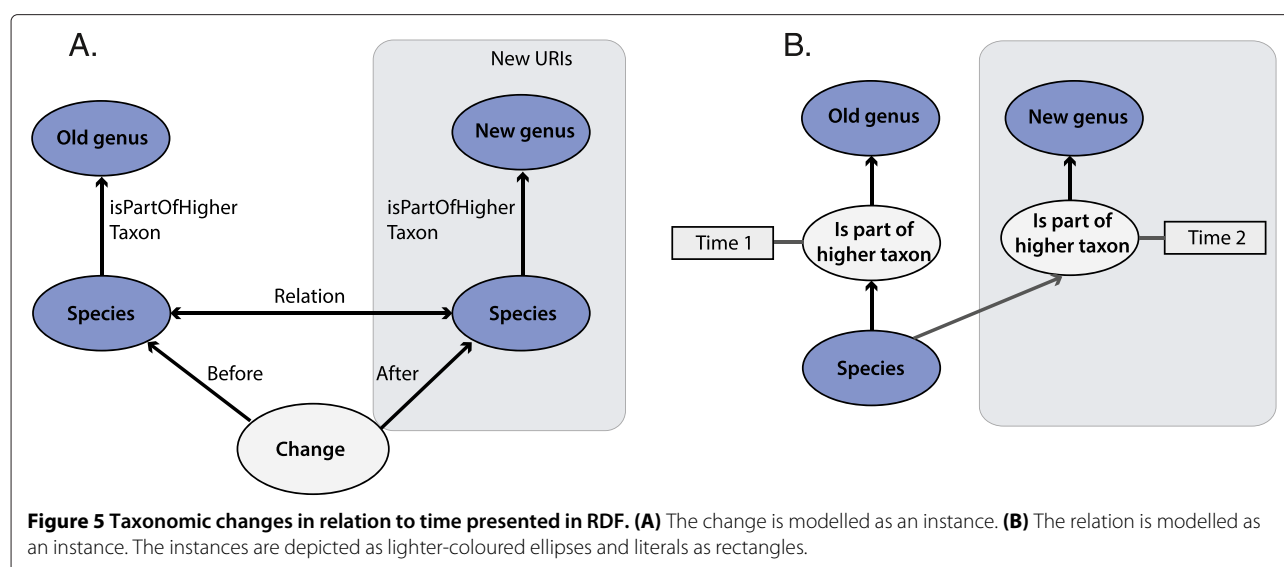 A.
New URIs
Old genus
New genus
isPartOfHigher
Taxon
isPartOfHigher
Taxon
Relation
Species
Species
Before
After
Change
B.
Old genus
New genus
Time 1
Is part of
higher taxon
Is part of
higher taxon
Time 2
Species
Figure 5 Taxonomic changes in relation to time presented in RDF. (A) The change is modelled as an instance. (B) The relation is modelled as
an instance. The instances are depicted as lighter-coloured ellipses and literals as rectangles.